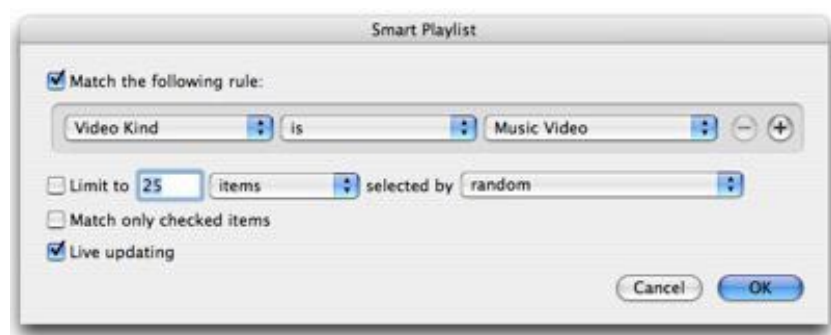 Smart Playlist
Match the following rule:
Video Kind is Music Video
Limit to 25 items selected by random
Match only checked items
Live updating
Cancel OK